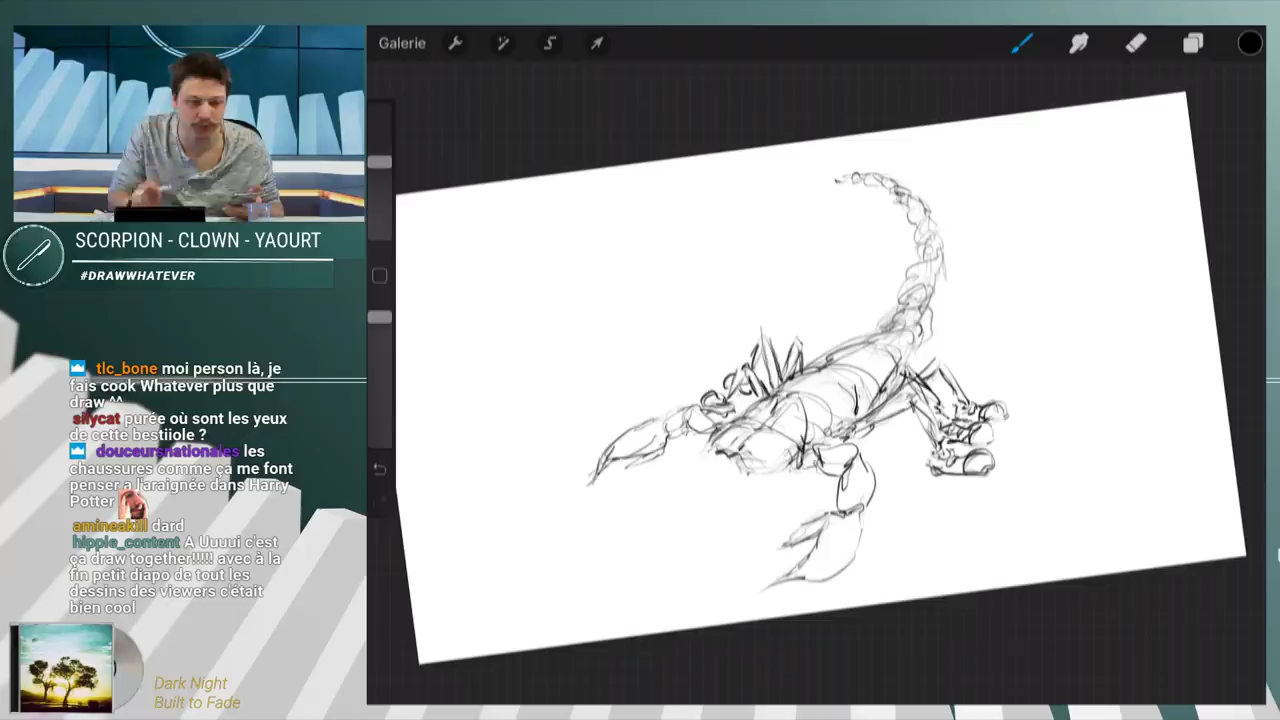 Galerie
SCORPION - CLOWN - YAOURT
#DRAWWHATEVER
tlc_bone moi person là, je
fais cook Whatever plus que
draw ^^
silycat purée où sont les yeux
de cette bestiiole ?
douceursnationales les
chaussures comme ça me font
penser a l'araignée dans Harry
Potter
amineakill dard
hippie_content A Uuuui c'est
ça draw together!!!!! avec à la
fin petit diapo de tout les
dessins des viewers c'était
bien cool
Dark Night
Built to Fade